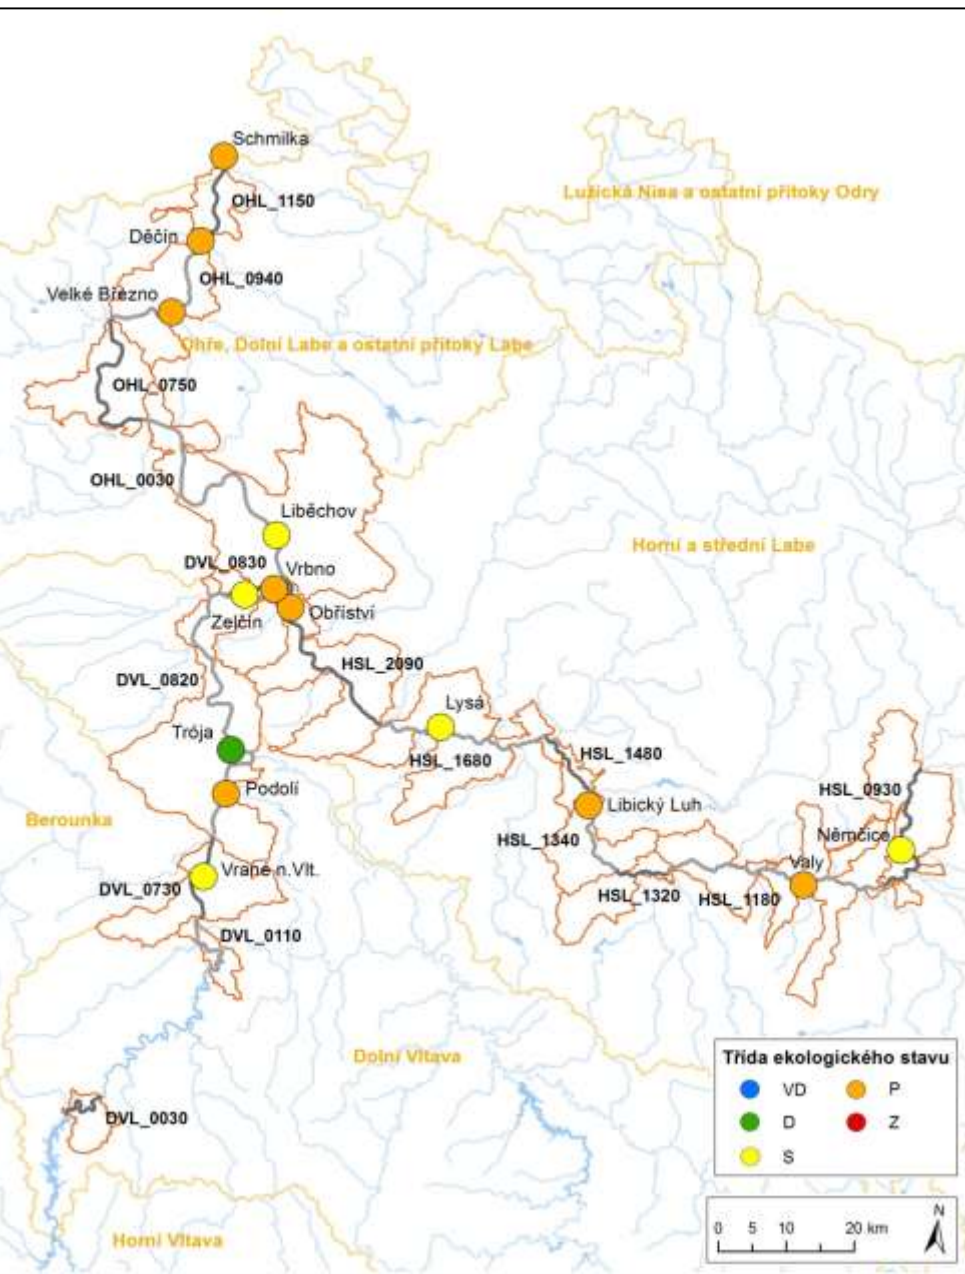 Schmilka
Lužická Nisa a ostatní přítoky Odry
OHL_1150
Děčín
OHL_0940
Velké Březno
Ohře, Dolní Labe a ostatní přítoky Labe
OHL_0750
OHL_0030
Liběchov
Horní a střední Labe
DVL_0830
Vrbno
Zelčín
Obříství
HSL_2090
DVL_0820
Lysá
Trója
HSL_1480
HSL_1680
HSL_0930
Podolí
Libický Luh
Berounka
HSL_1340
Němčice
Valy
Vrané n.Vlt.
DVL_0730
HSL_1320
HSL_1180
DVL_0110
Dolní Vltava
DVL_0030
Horní Vltava
Třída ekologického stavu
VD
P
D
Z
S
N
0 5 10 20 km